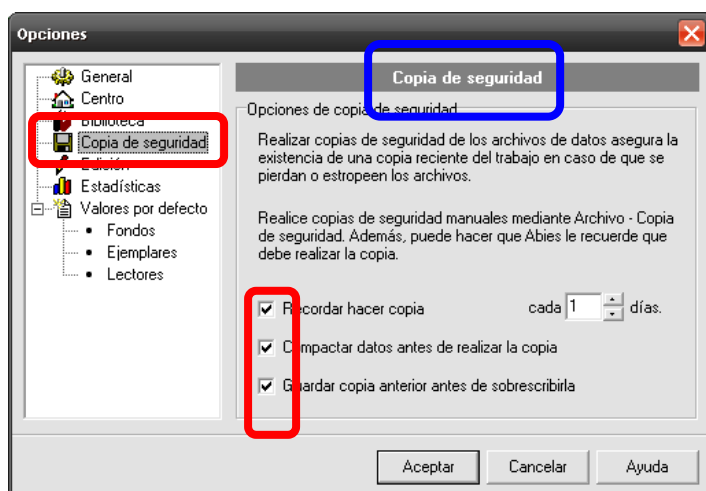 Opciones
General
Centro
Biblioteca
Copia de seguridad
Edición
Estadísticas
Valores por defecto
Fondos
Ejemplares
Lectores
Copia de seguridad
Opciones de copia de seguridad
Realizar copias de seguridad de los archivos de datos asegura la
existencia de una copia reciente del trabajo en caso de que se
pierdan o estropeen los archivos.
Realice copias de seguridad manuales mediante Archivo - Copia
de seguridad. Además, puede hacer que Abies le recuerde que
debe realizar la copia.
Recordar hacer copia cada 1 días.
Compactar datos antes de realizar la copia
Guardar copia anterior antes de sobrescribirla
Aceptar Cancelar Ayuda